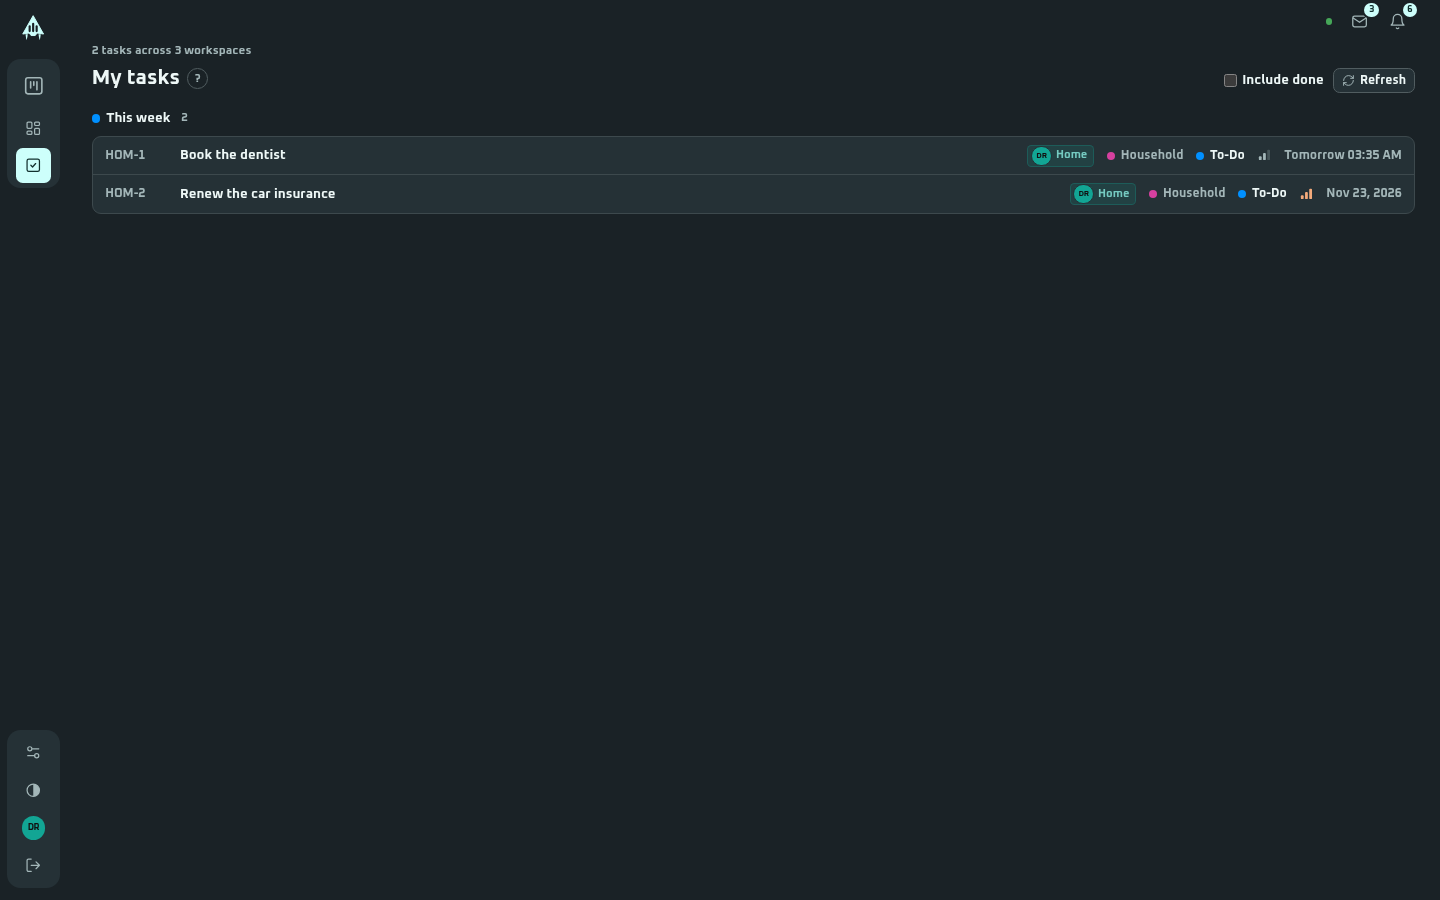 3
6
2 tasks across 3 workspaces
My tasks ?
Include done Refresh
This week 2
HOM-1 Book the dentist DR Home Household To-Do Tomorrow 03:35 AM
HOM-2 Renew the car insurance DR Home Household To-Do Nov 23, 2026
DR